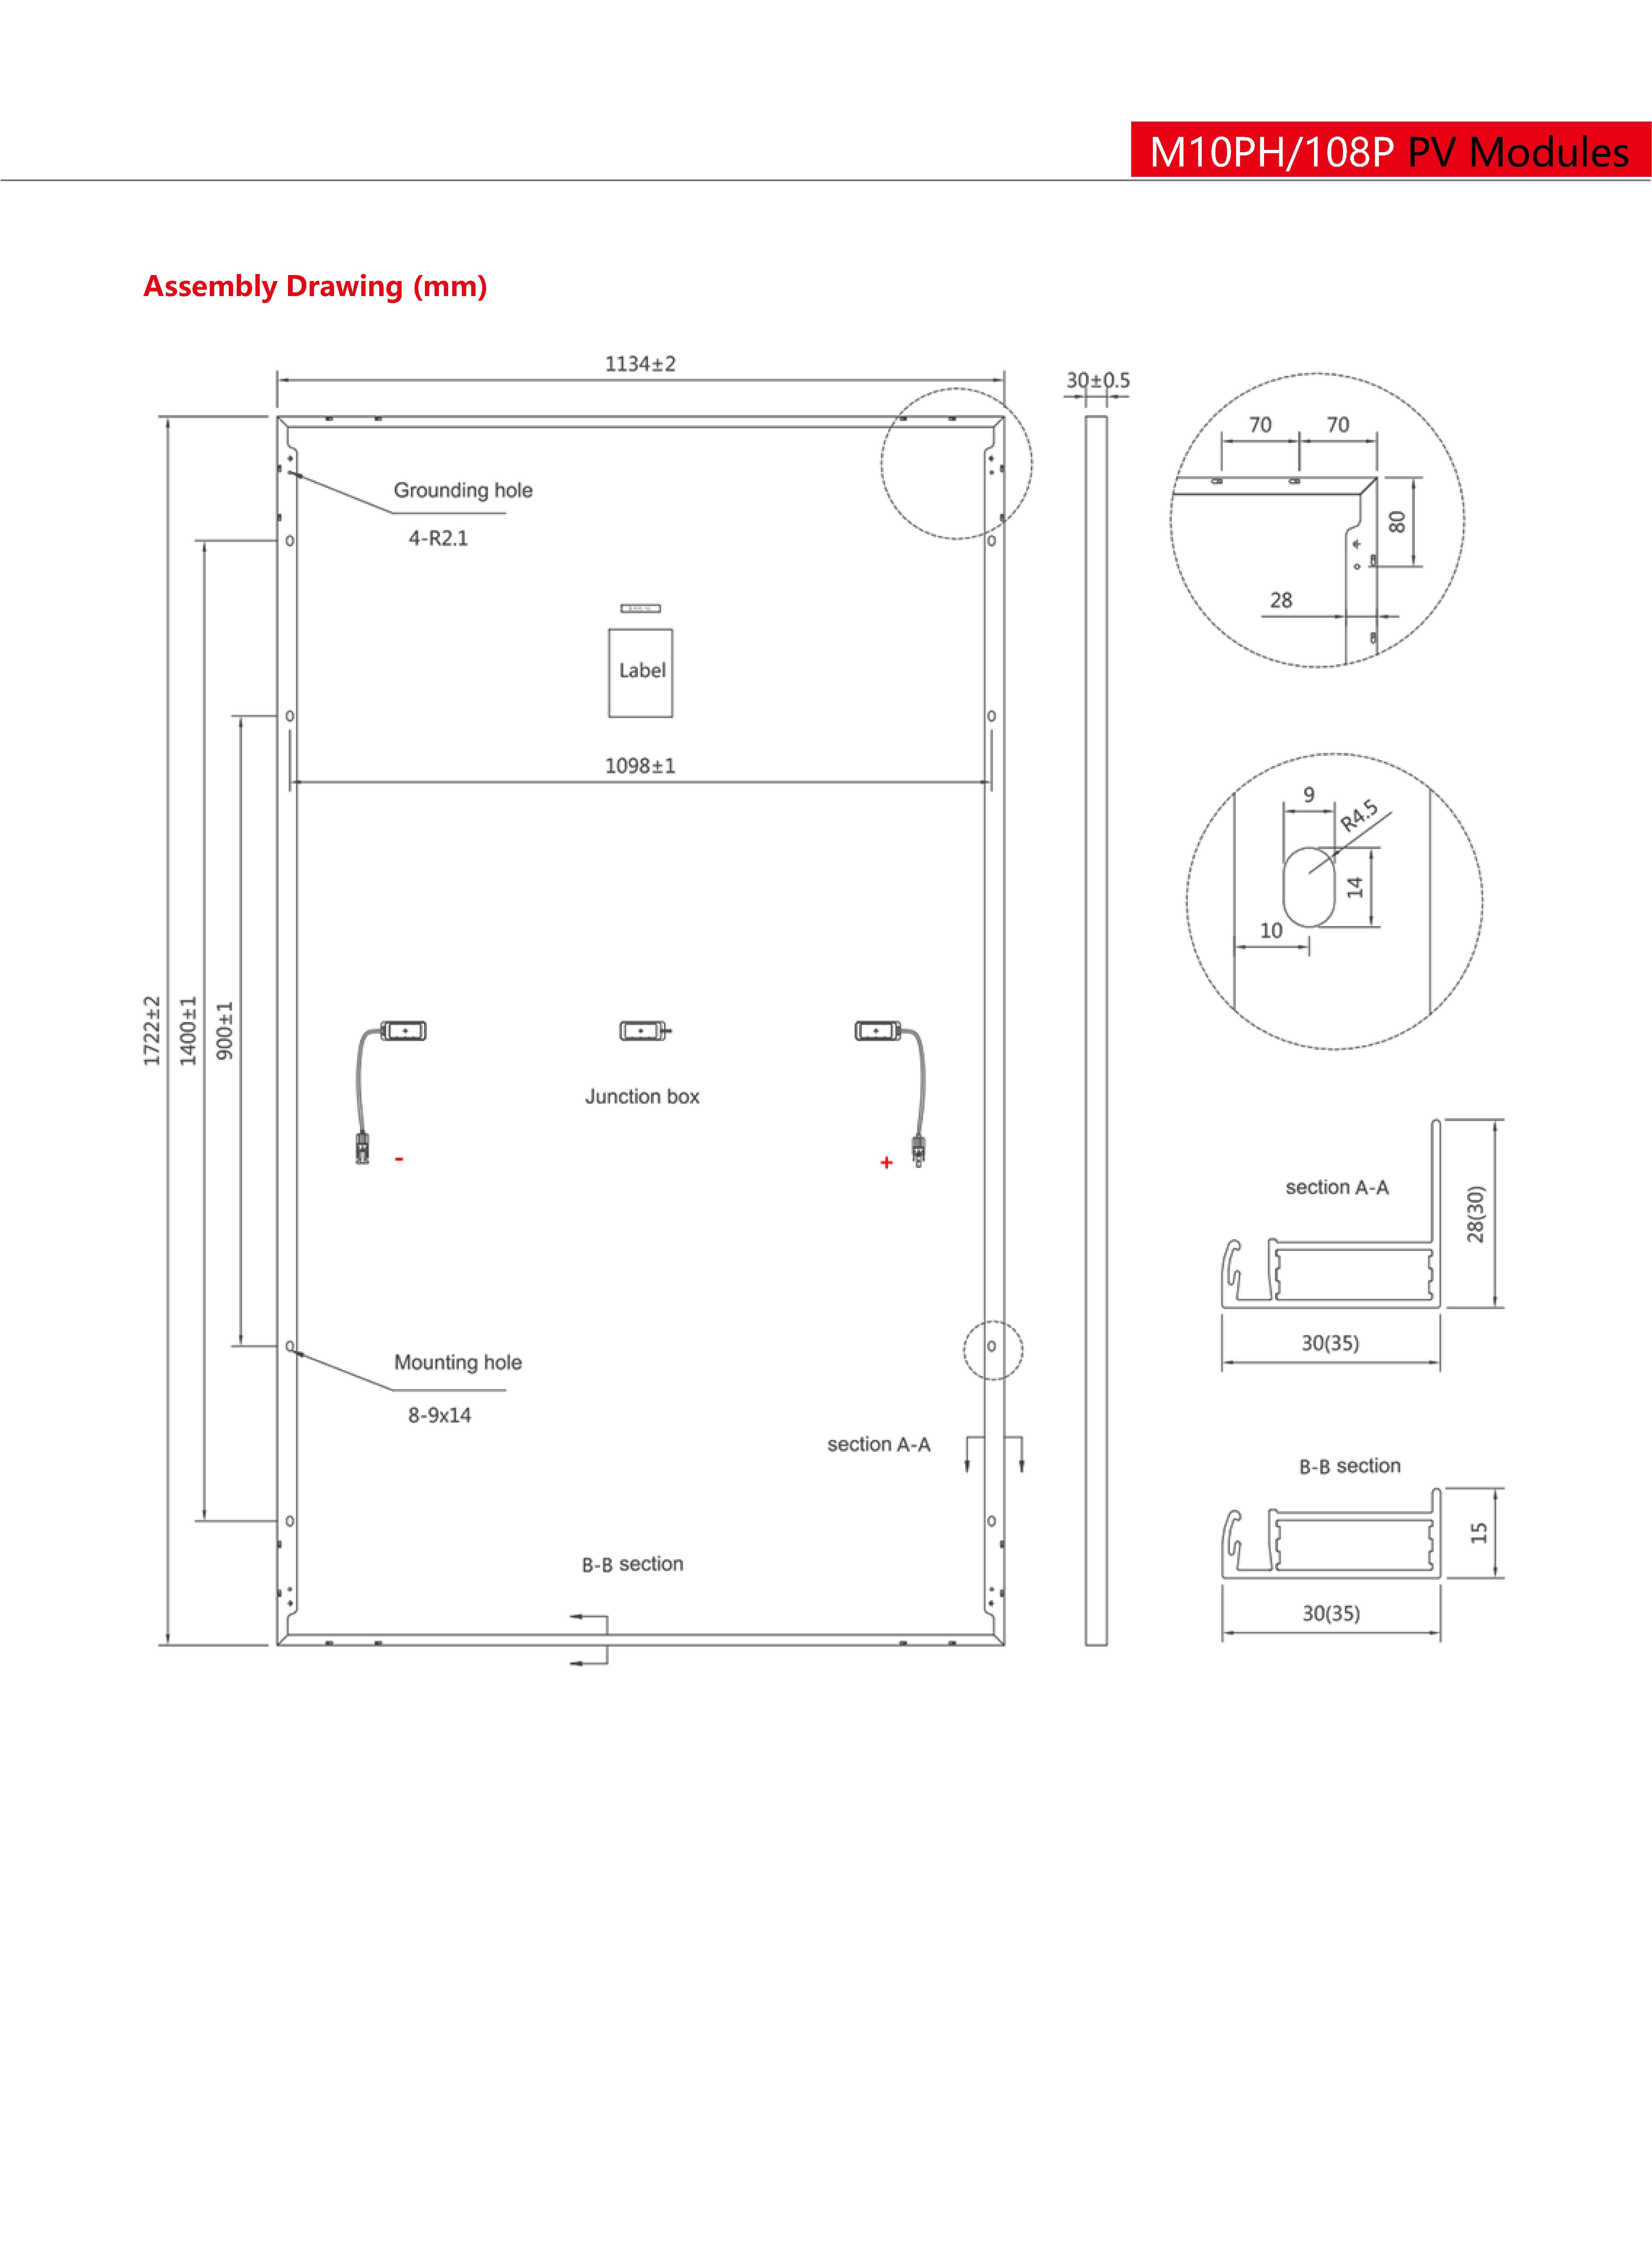 M10PH/108P PV Modules
Assembly Drawing (mm)
1134±2
30±0.5
70
70
80
28
Grounding hole
4-R2.1
Label
1098±1
9
R4.5
14
10
1722±2
1400±1
900±1
Junction box
-
+
section A-A
28(30)
30(35)
Mounting hole
8-9x14
section A-A
B-B section
15
30(35)
B-B section